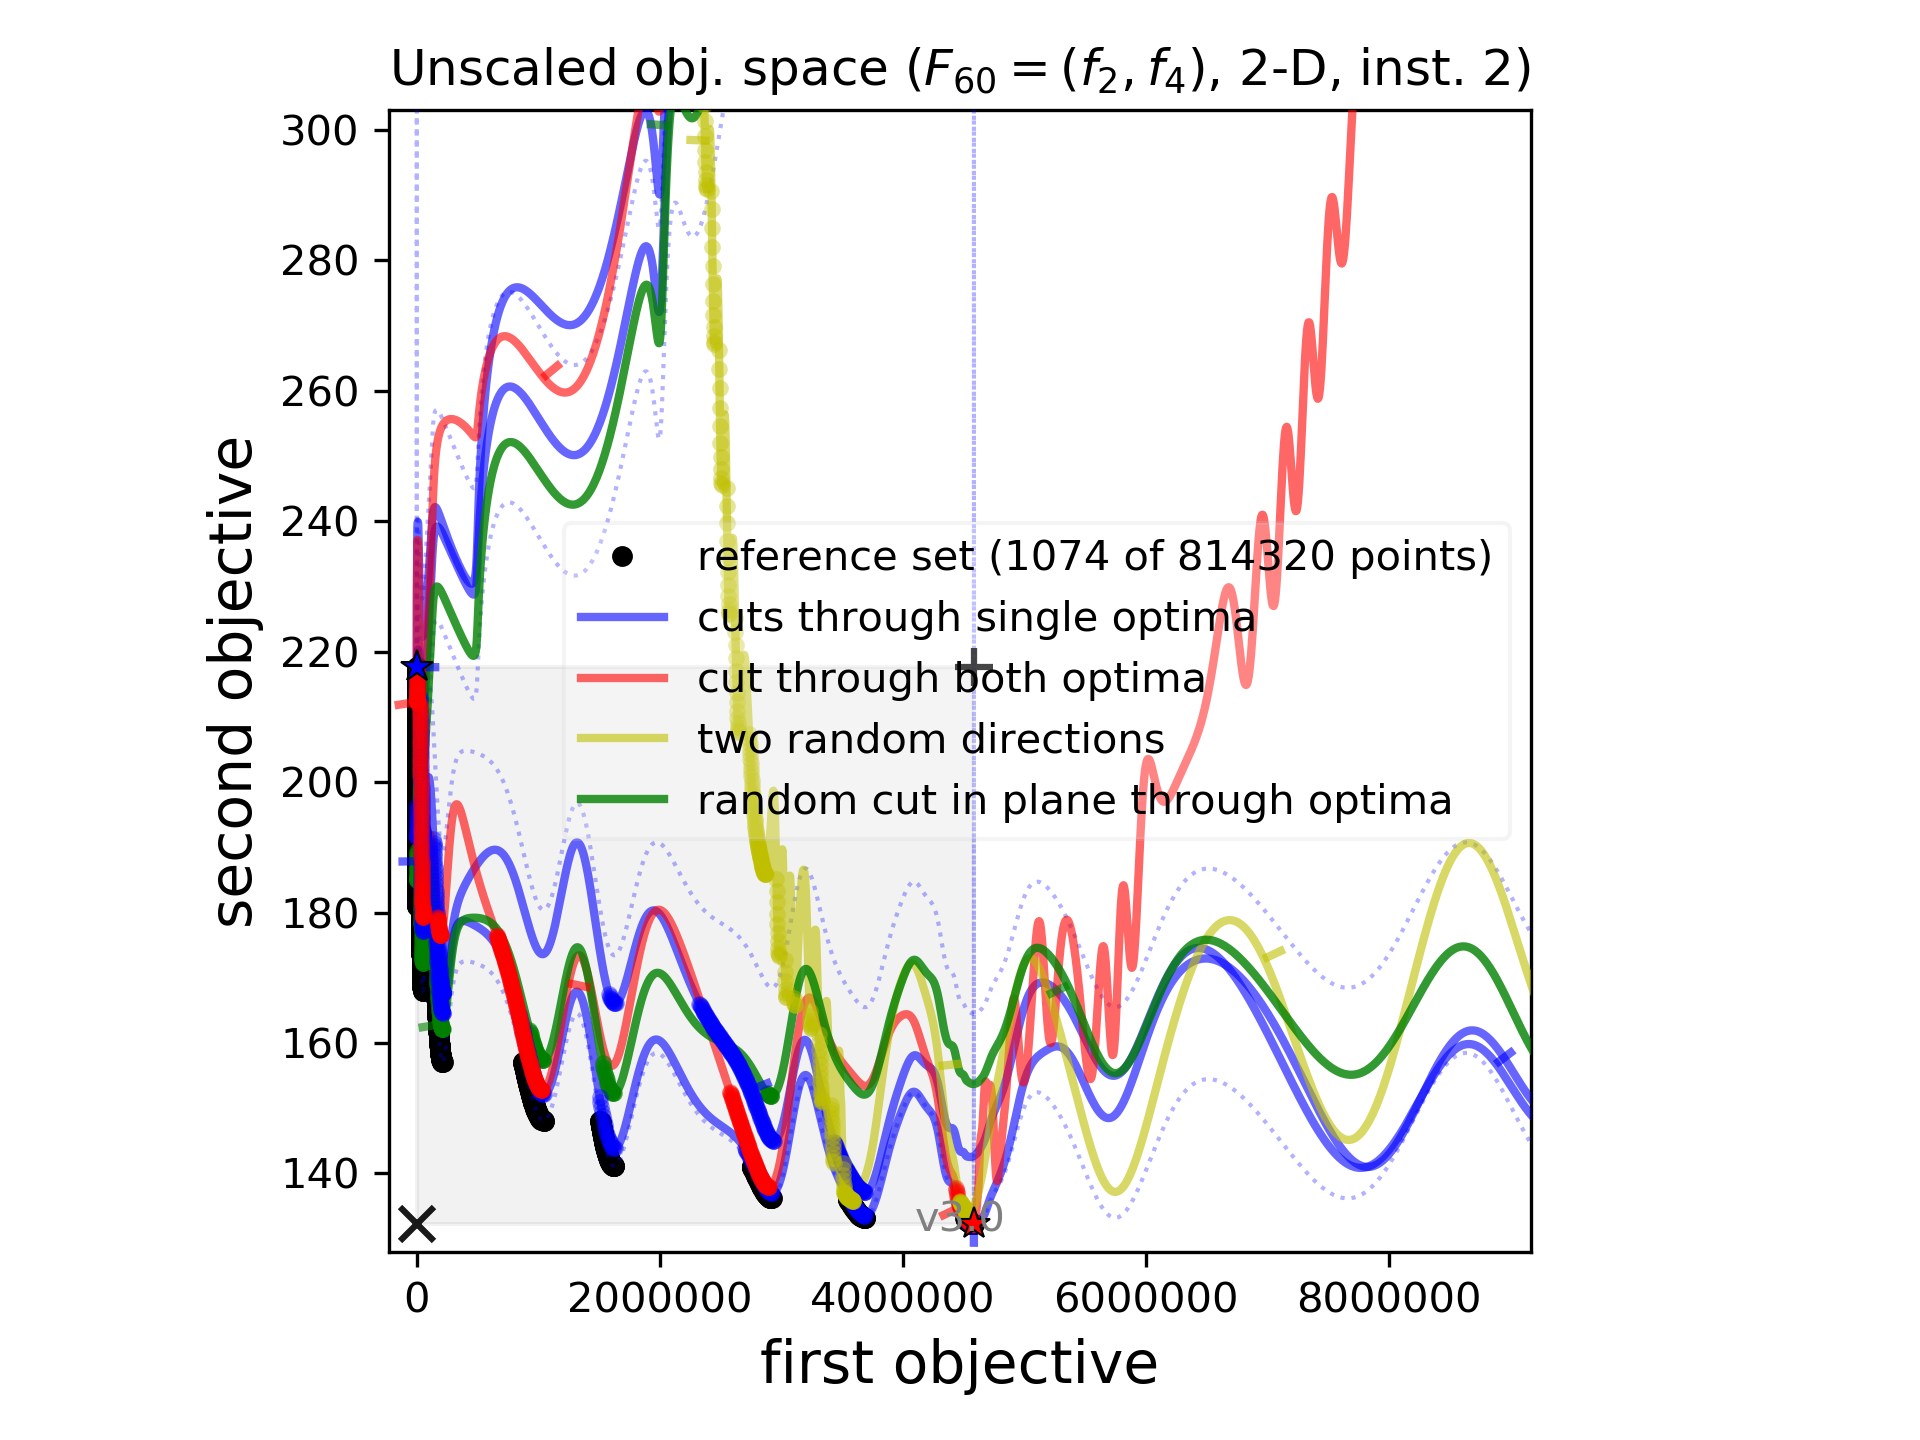 Unscaled obj. space (F₆₀ = (f₂, f₄), 2-D, inst. 2)
300
280
260
240
220
200
180
160
140
second objective
reference set (1074 of 814320 points)
cuts through single optima
cut through both optima
two random directions
random cut in plane through optima
v3.0
0
2000000
4000000
6000000
8000000
first objective